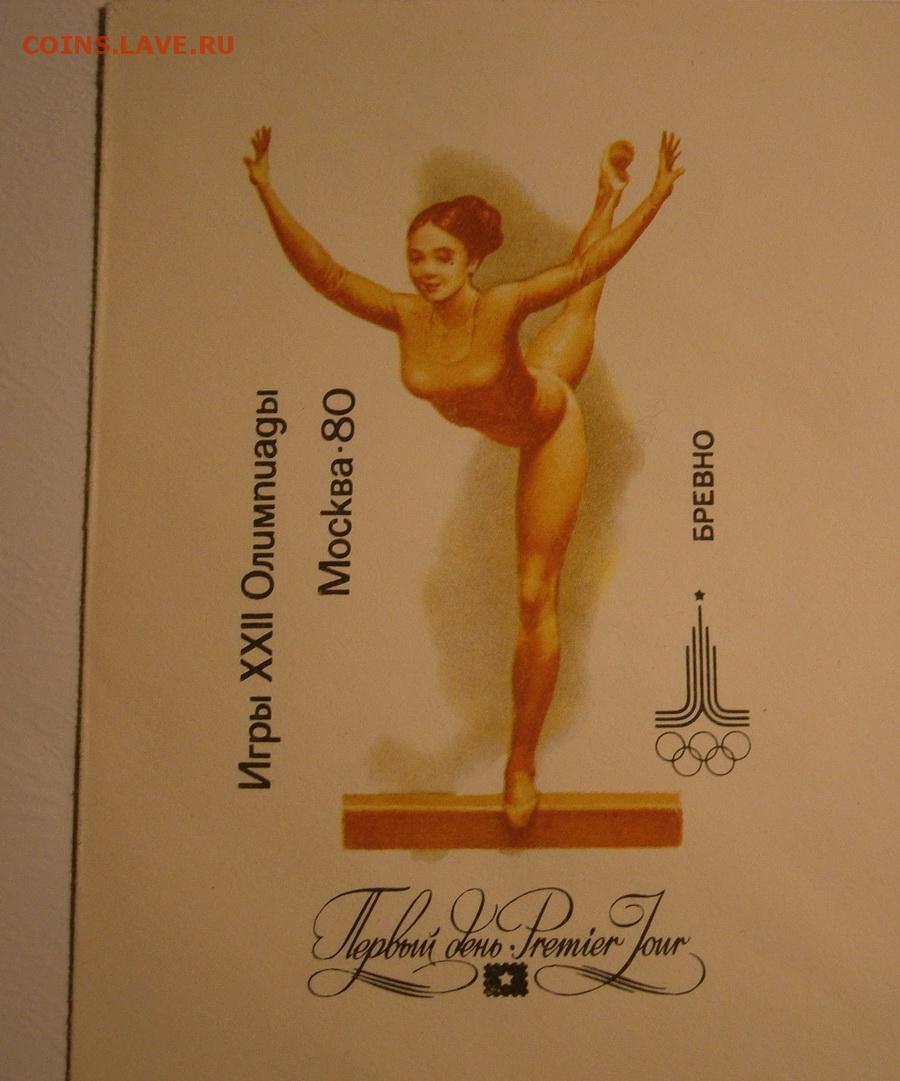 COINS.LAVE.RU
Игры XXII Олимпиады
Москва·80
БРЕВНО
Первый день·Premier Jour